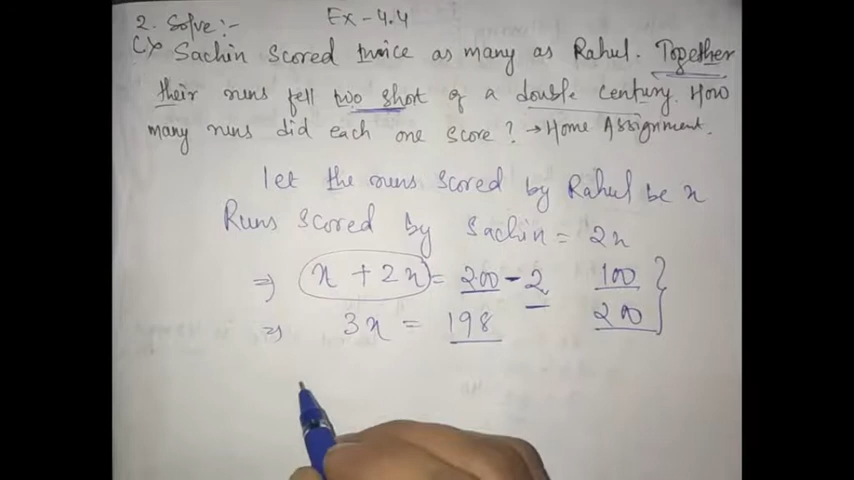 2. Solve:- Ex-4.4
C> Sachin scored twice as many as Rahul. Together
their runs fell two short of a double century. How
many runs did each one score? → Home Assignment.
let the runs scored by Rahul be x
Runs scored by Sachin = 2x
⇒ x + 2x = 200 - 2 100
⇒ 3x = 198 200